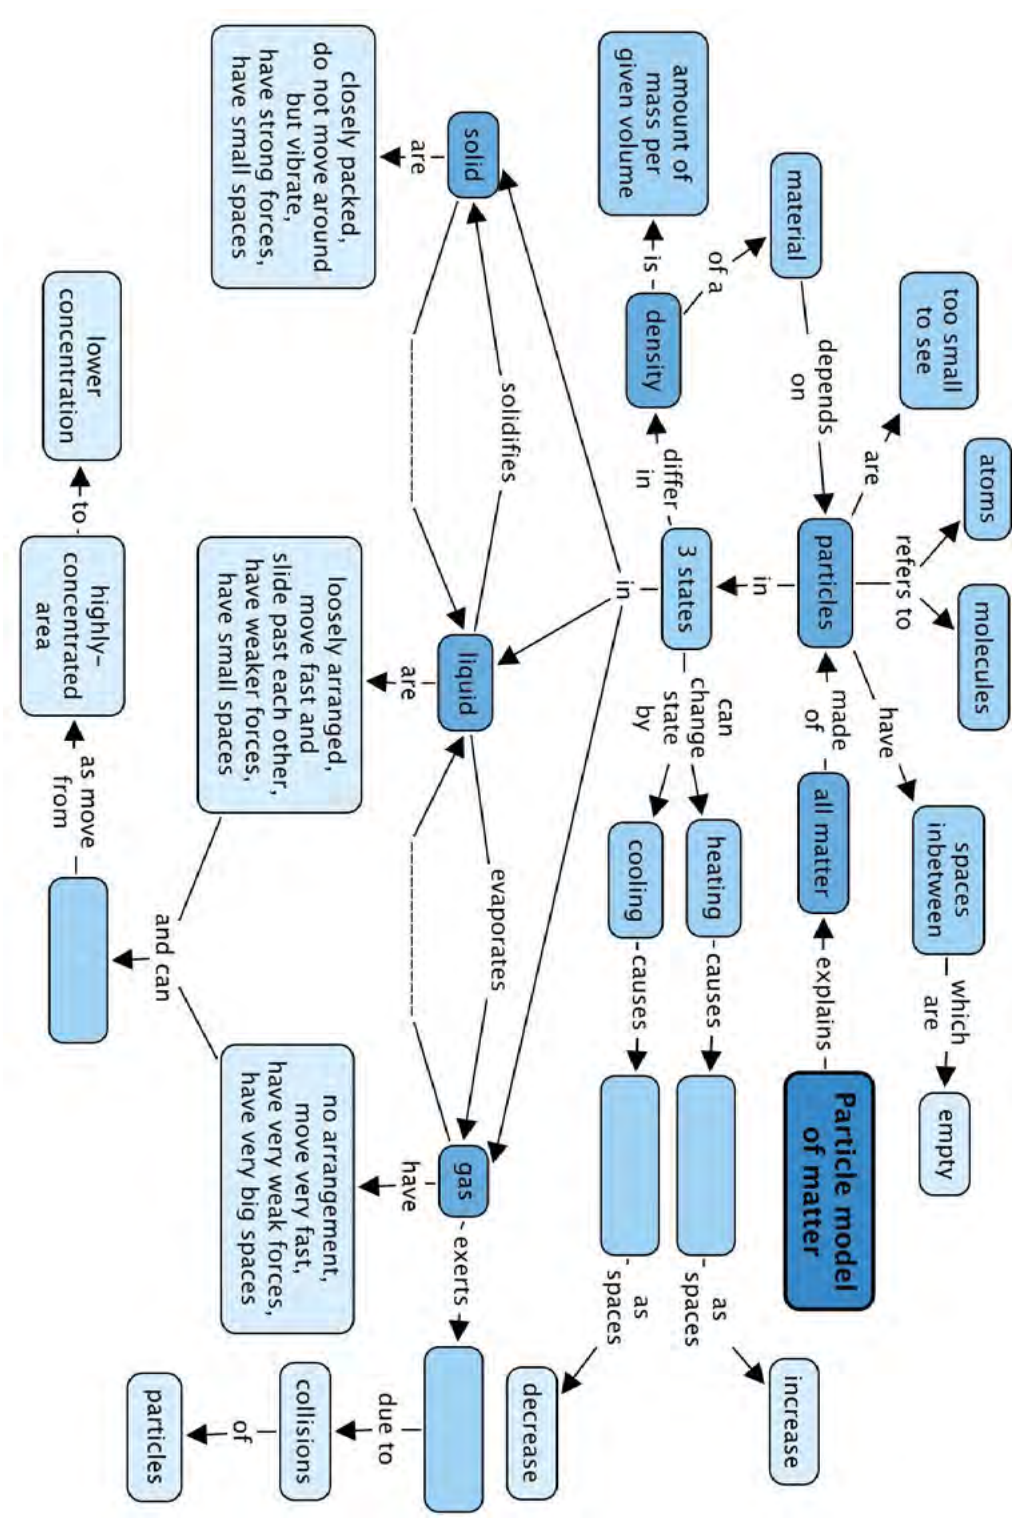 atoms
molecules
too small
to see
are
refers to
have
spaces
inbetween
which
are
empty
material
depends
on
particles
made
of
all matter
explains
Particle model
of matter
of a
in
heating
causes
as
spaces
increase
amount of
mass per
given volume
is
density
differ
in
3 states
can
change
state
by
cooling
causes
as
spaces
decrease
in
solid
solidifies
liquid
evaporates
gas
exerts
are
are
have
due to
closely packed,
do not move around
but vibrate,
have strong forces,
have small spaces
loosely arranged,
move fast and
slide past each other,
have weaker forces,
have small spaces
no arrangement,
move very fast,
have very weak forces,
have very big spaces
collisions
of
particles
and can
lower
concentration
to
highly-
concentrated
area
as move
from